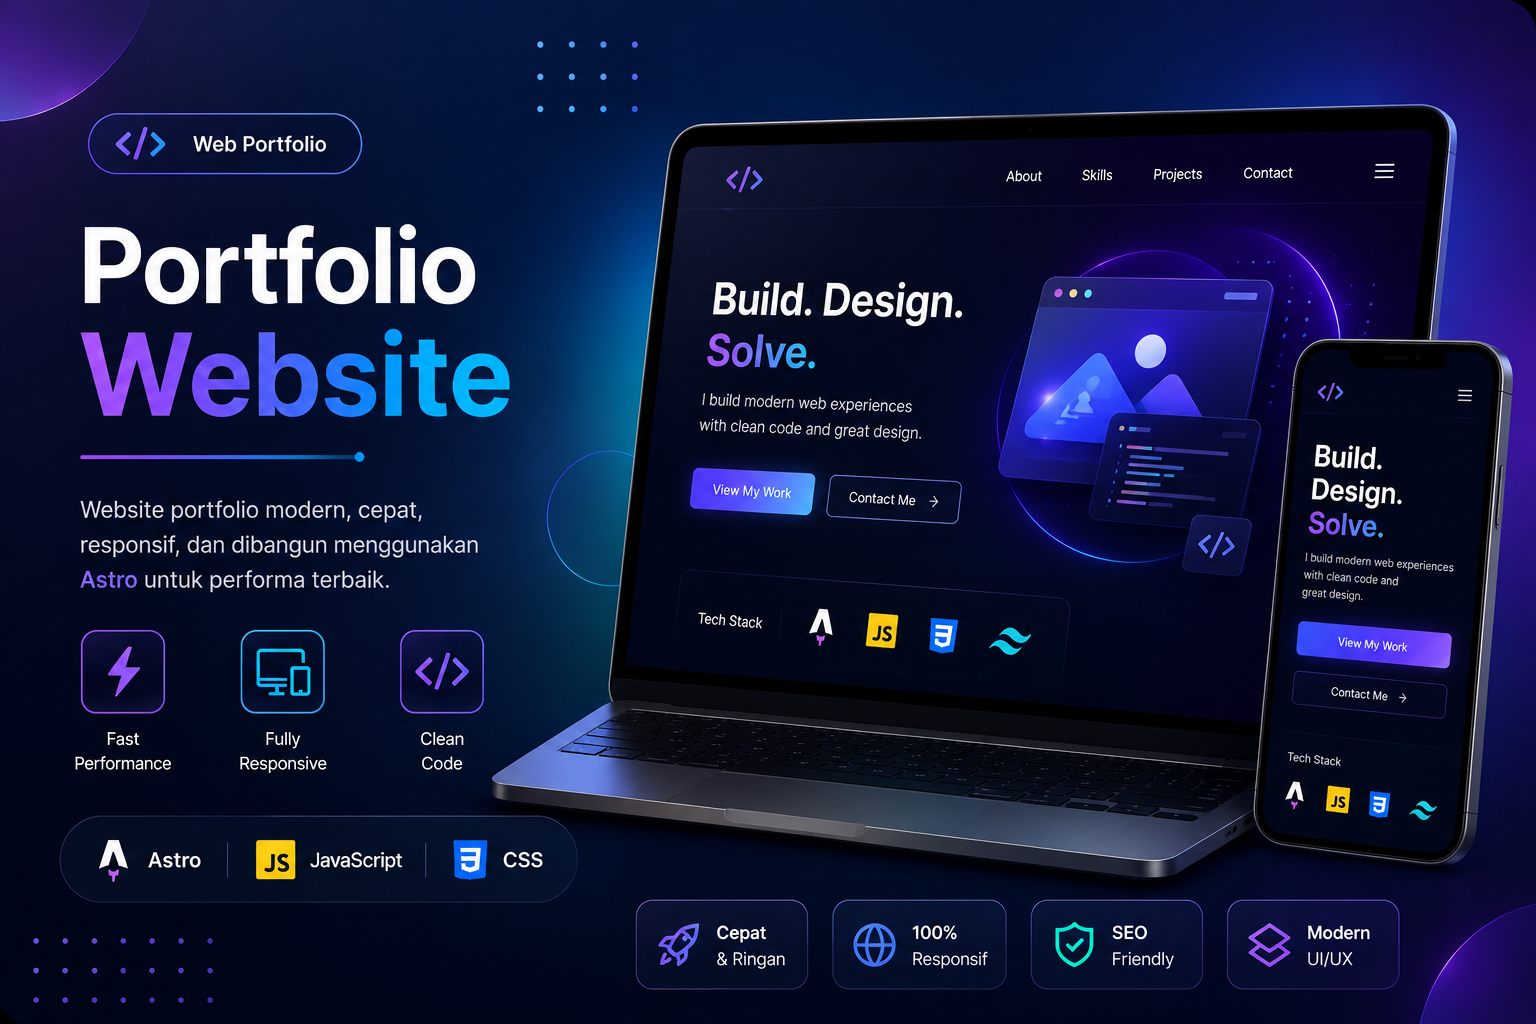 </> Web Portfolio
Portfolio
Website
Website portfolio modern, cepat,
responsif, dan dibangun menggunakan
Astro untuk performa terbaik.
Fast
Performance
Fully
Responsive
</>
Clean
Code
Astro
JS JavaScript
3 CSS
</>
About Skills Projects Contact
Build. Design.
Solve.
I build modern web experiences
with clean code and great design.
View My Work
Contact Me →
</>
Tech Stack
JS
3
</>
Build.
Design.
Solve.
I build modern web experiences
with clean code and
great design.
View My Work
Contact Me →
Tech Stack
JS
3
Cepat
& Ringan
100%
Responsif
SEO
Friendly
Modern
UI/UX